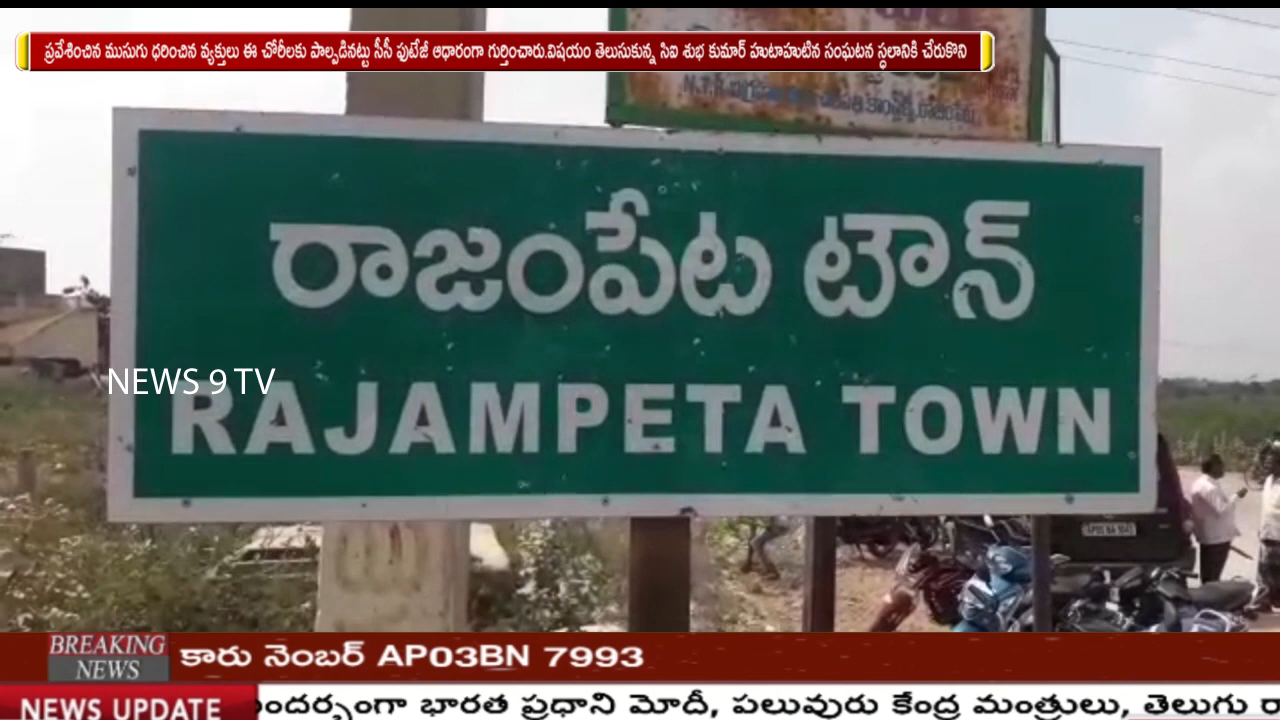 ప్రవేశించిన ముసుగు ధరించిన వ్యక్తులు ఈ చోరీలకు పాల్పడినట్టు సీసీ ఫుటేజీ ఆధారంగా గుర్తించారు.విషయం తెలుసుకున్న సిఐ శుభ కుమార్ హుటాహుటిన సంఘటన స్థలానికి చేరుకొని
రాజంపేట టౌన్
NEWS 9 TV
RAJAMPETA TOWN
BREAKING NEWS కారు నెంబర్ AP03BN 7993
NEWS UPDATE భారత ప్రధాని మోదీ, పలువురు కేంద్ర మంత్రులు, తెలుగు